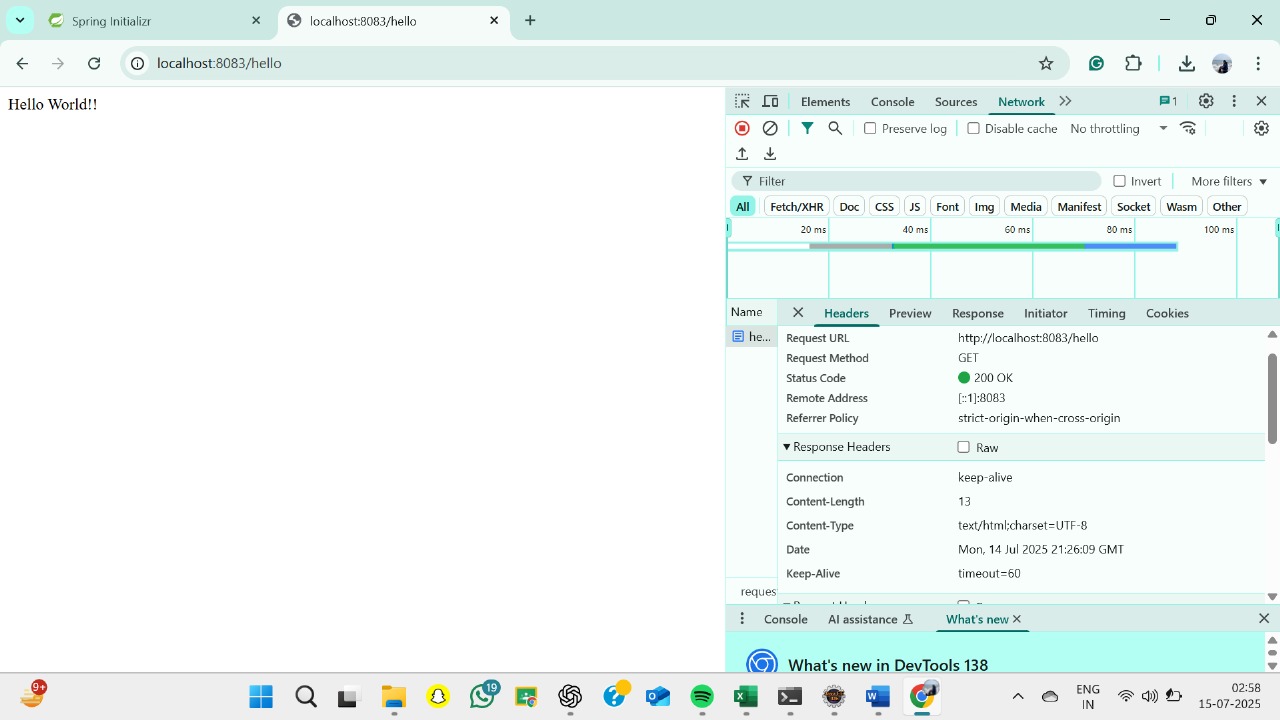 Spring Initializr
localhost:8083/hello
localhost:8083/hello
Hello World!!
Elements Console Sources Network 1
Preserve log Disable cache No throttling
Filter Invert More filters
All Fetch/XHR Doc CSS JS Font Img Media Manifest Socket Wasm Other
20 ms 40 ms 60 ms 80 ms 100 ms
Name Headers Preview Response Initiator Timing Cookies
he...
Request URL http://localhost:8083/hello
Request Method GET
Status Code 200 OK
Remote Address [::1]:8083
Referrer Policy strict-origin-when-cross-origin
Response Headers Raw
Connection keep-alive
Content-Length 13
Content-Type text/html;charset=UTF-8
Date Mon, 14 Jul 2025 21:26:09 GMT
Keep-Alive timeout=60
reques
Console AI assistance What's new
What's new in DevTools 138
9+
19
ENG
IN
02:58
15-07-2025